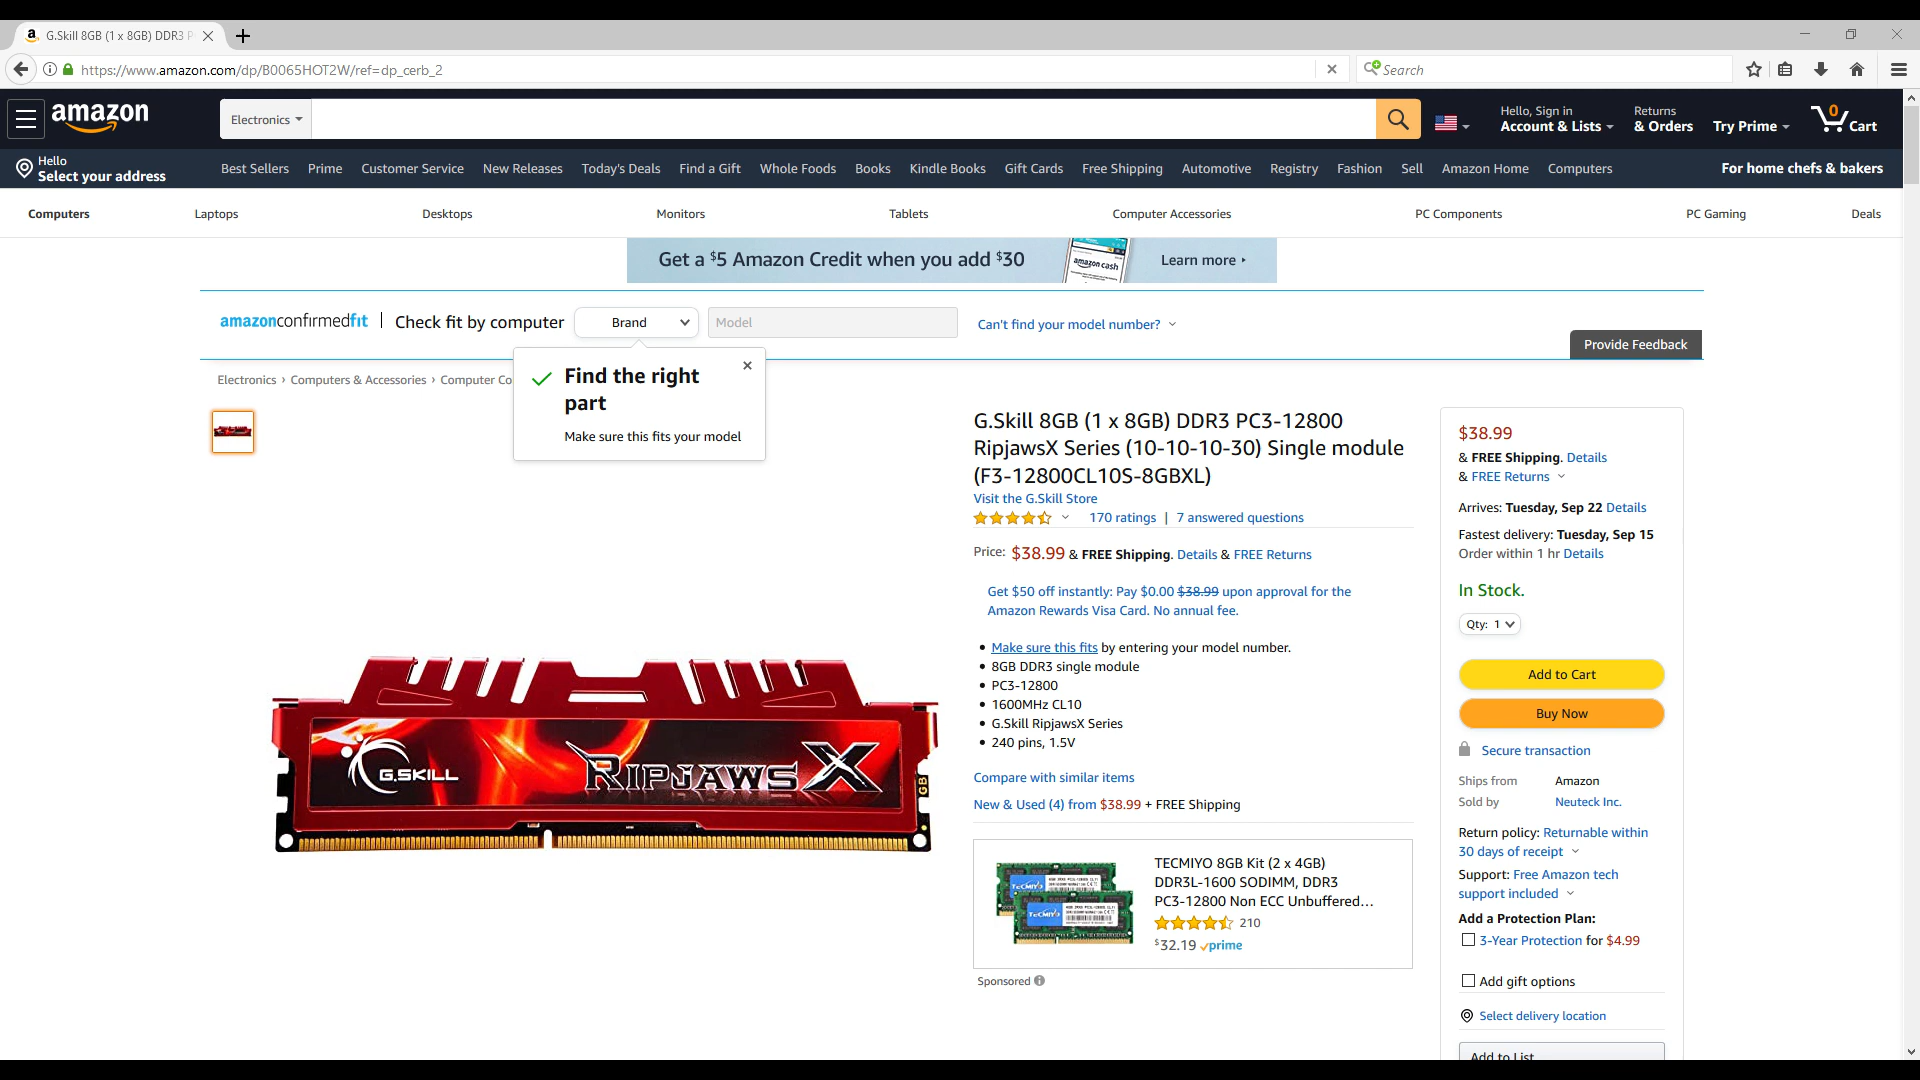 G.Skill 8GB (1 x 8GB) DDR3 P
https://www.amazon.com/dp/B0065HOT2W/ref=dp_cerb_2
Search
amazon
Electronics
Hello, Sign in
Account & Lists
Returns
& Orders
Try Prime
0
Cart
Hello
Select your address
Best Sellers Prime Customer Service New Releases Today's Deals Find a Gift Whole Foods Books Kindle Books Gift Cards Free Shipping Automotive Registry Fashion Sell Amazon Home Computers
For home chefs & bakers
Computers Laptops Desktops Monitors Tablets Computer Accessories PC Components PC Gaming Deals
Get a $5 Amazon Credit when you add $30
amazon cash
Learn more
amazonconfirmedfit | Check fit by computer
Brand
Model
Can't find your model number?
Provide Feedback
Electronics › Computers & Accessories › Computer Co
Find the right
part
Make sure this fits your model
G.SKILL
RIPJAWS X
GB
G.Skill 8GB (1 x 8GB) DDR3 PC3-12800
RipjawsX Series (10-10-10-30) Single module
(F3-12800CL10S-8GBXL)
Visit the G.Skill Store
170 ratings | 7 answered questions
Price: $38.99 & FREE Shipping. Details & FREE Returns
Get $50 off instantly: Pay $0.00 $38.99 upon approval for the
Amazon Rewards Visa Card. No annual fee.
• Make sure this fits by entering your model number.
• 8GB DDR3 single module
• PC3-12800
• 1600MHz CL10
• G.Skill RipjawsX Series
• 240 pins, 1.5V
Compare with similar items
New & Used (4) from $38.99 + FREE Shipping
TECMIYO
TECMIYO
TECMIYO 8GB Kit (2 x 4GB)
DDR3L-1600 SODIMM, DDR3
PC3-12800 Non ECC Unbuffered…
210
$32.19 prime
Sponsored
$38.99
& FREE Shipping. Details
& FREE Returns
Arrives: Tuesday, Sep 22 Details
Fastest delivery: Tuesday, Sep 15
Order within 1 hr Details
In Stock.
Qty: 1
Add to Cart
Buy Now
Secure transaction
Ships from Amazon
Sold by Neuteck Inc.
Return policy: Returnable within
30 days of receipt
Support: Free Amazon tech
support included
Add a Protection Plan:
3-Year Protection for $4.99
Add gift options
Select delivery location
Add to List